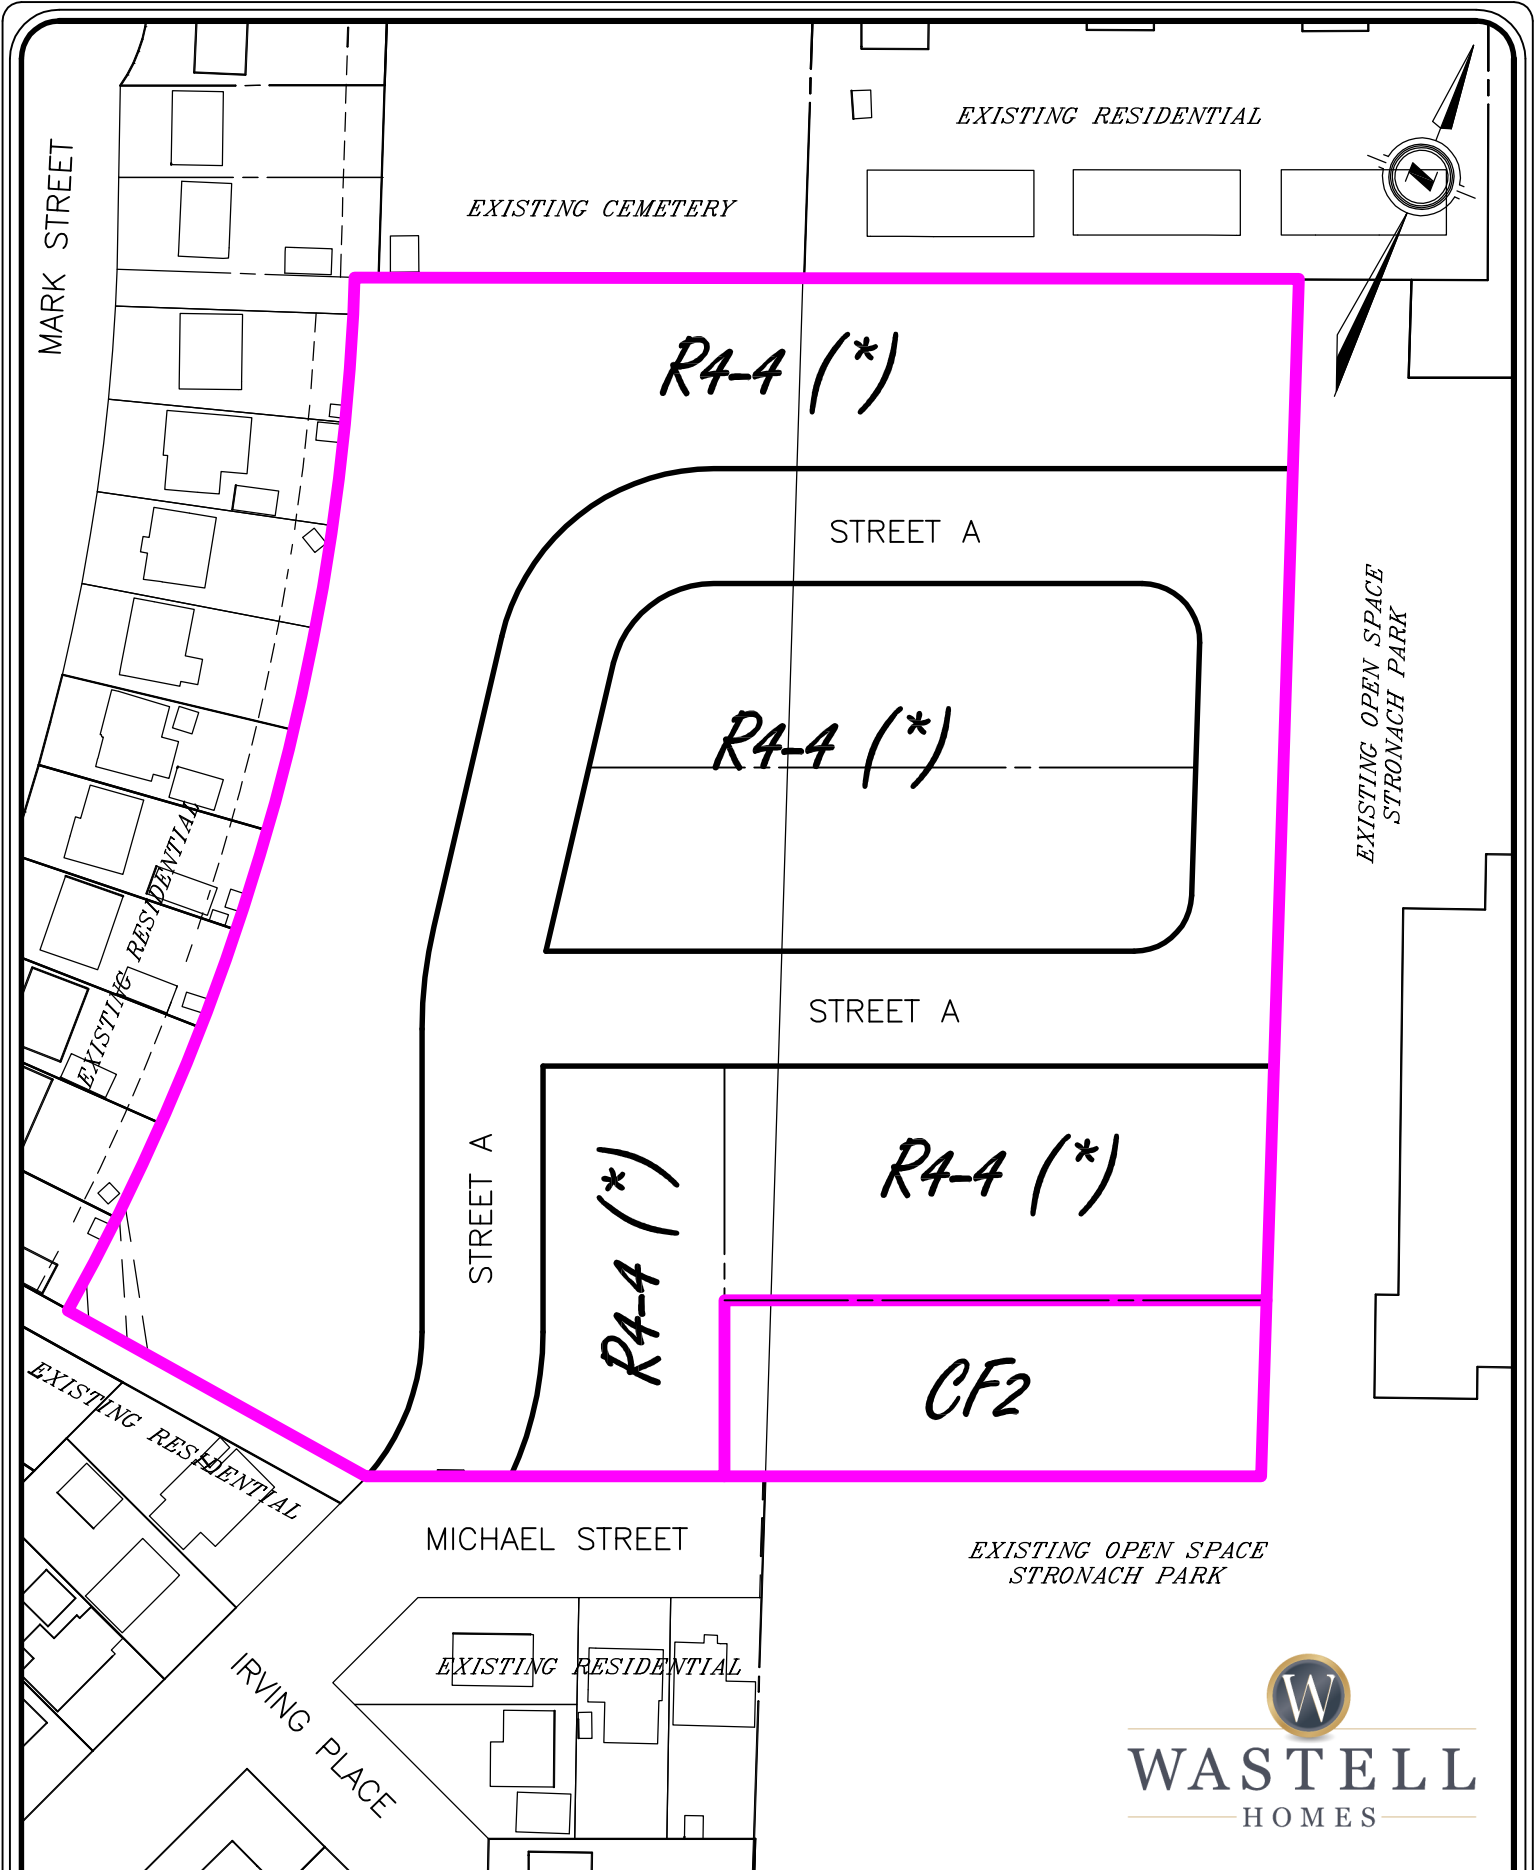 EXISTING RESIDENTIAL
MARK STREET
EXISTING CEMETERY
N
R4-4 (*)
STREET A
EXISTING OPEN SPACE
STRONACH PARK
R4-4 (*)
EXISTING RESIDENTIAL
STREET A
STREET A
R4-4 (*)
R4-4 (*)
CF2
EXISTING RESIDENTIAL
MICHAEL STREET
EXISTING OPEN SPACE
STRONACH PARK
EXISTING RESIDENTIAL
IRVING PLACE
W
WASTELL
HOMES